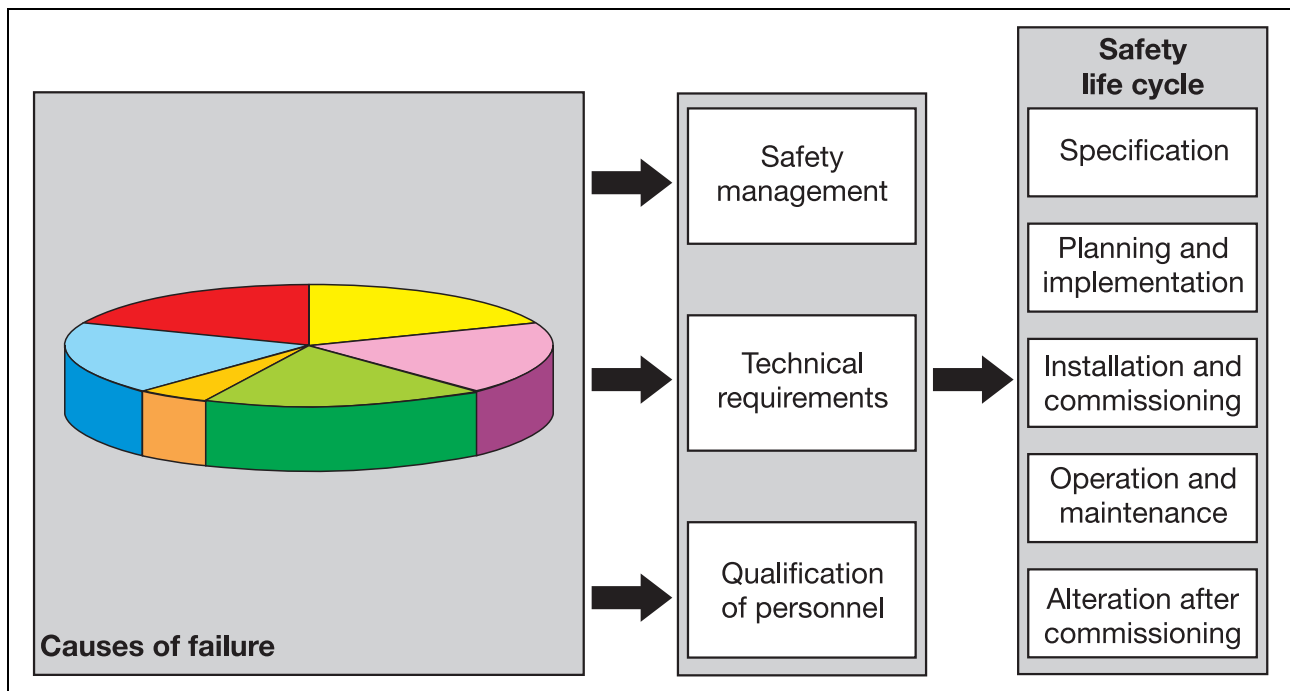 Causes of failure
Safety
management
Technical
requirements
Qualification
of personnel
Safety
life cycle
Specification
Planning and
implementation
Installation and
commissioning
Operation and
maintenance
Alteration after
commissioning